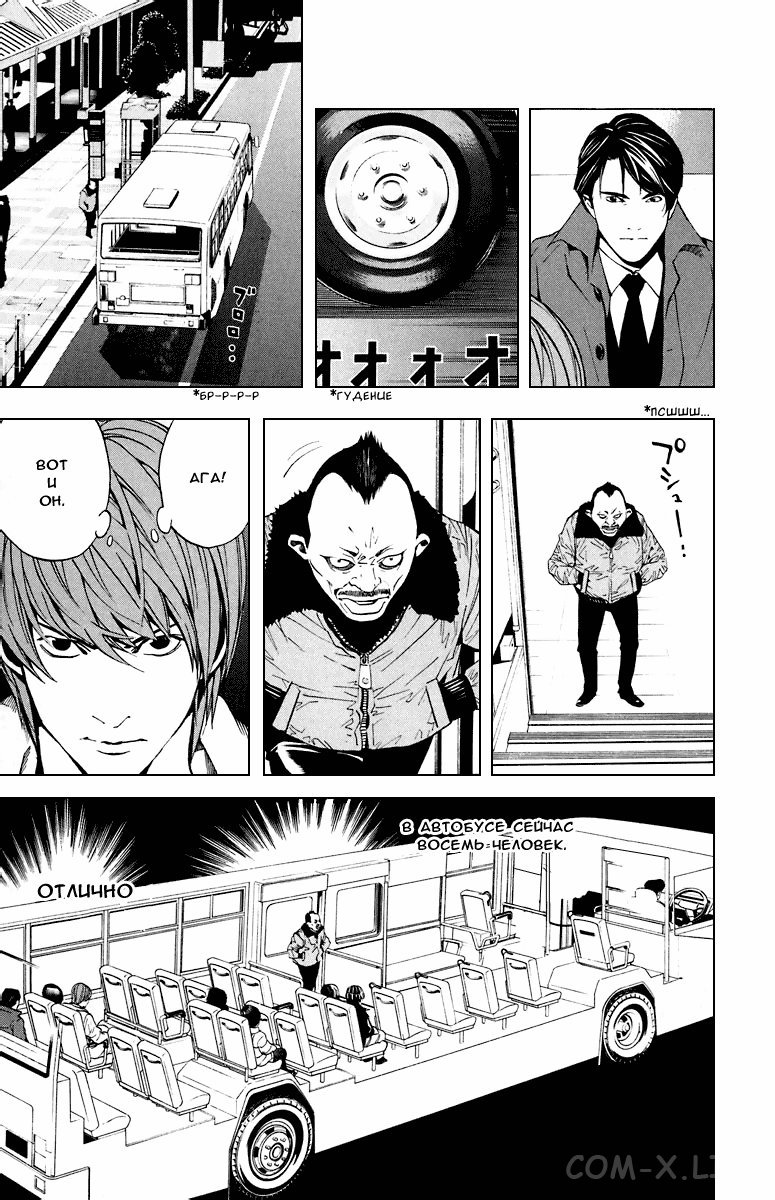 ブロロ…
*БР-Р-Р-Р
オオォオ
*ГУДЕНИЕ
*ПСШШШ...
プシュー…
АГА!
ВОТ
И
ОН.
В АВТОБУСЕ СЕЙЧАС
ВОСЕМЬ ЧЕЛОВЕК.
ОТЛИЧНО
COM-X.LI